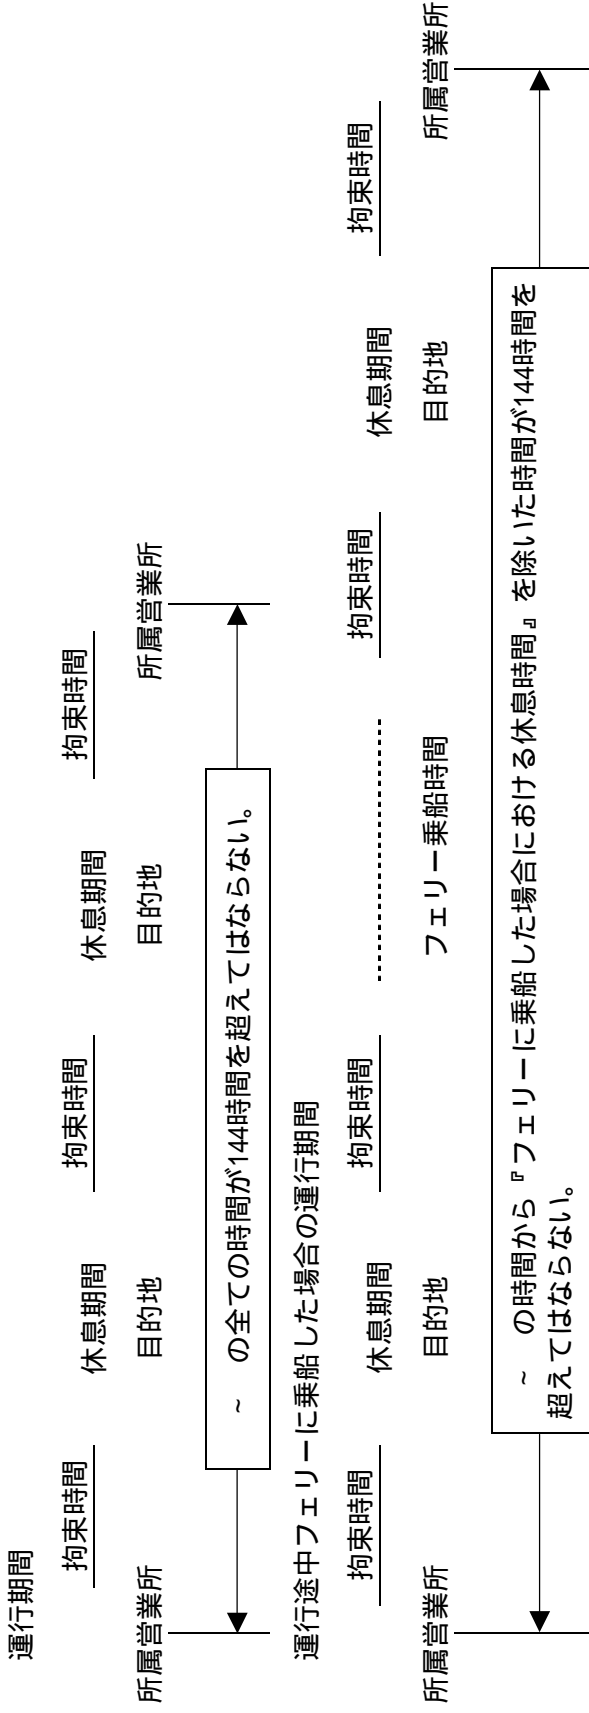 運行期間
拘束時間 休息期間 拘束時間 休息期間 拘束時間
所属営業所 目的地 目的地 所属営業所
~ の全ての時間が144時間を超えてはならない。
運行途中フェリーに乗船した場合の運行期間
拘束時間 休息期間 拘束時間 拘束時間 休息期間 拘束時間
所属営業所 目的地 フェリー乗船時間 目的地 所属営業所
~ の時間から『フェリーに乗船した場合における休息時間』を除いた時間が144時間を
超えてはならない。